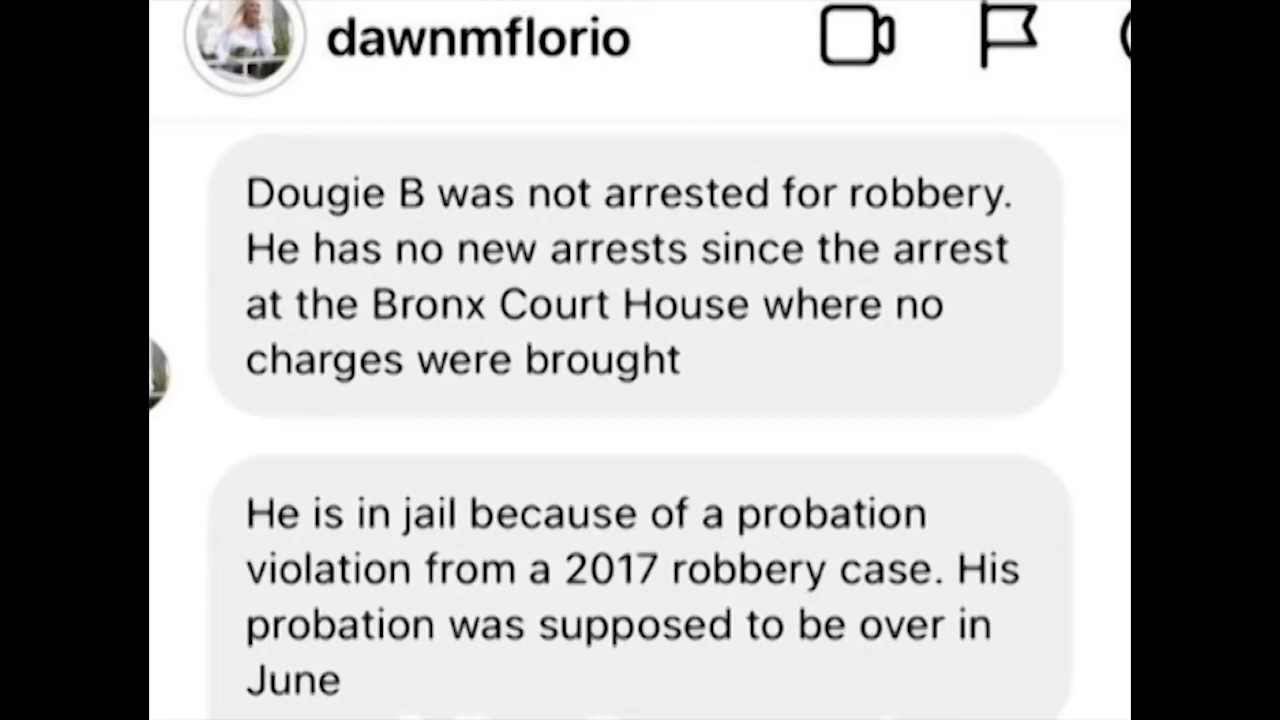 dawnmflorio
Dougie B was not arrested for robbery.
He has no new arrests since the arrest
at the Bronx Court House where no
charges were brought
He is in jail because of a probation
violation from a 2017 robbery case. His
probation was supposed to be over in
June